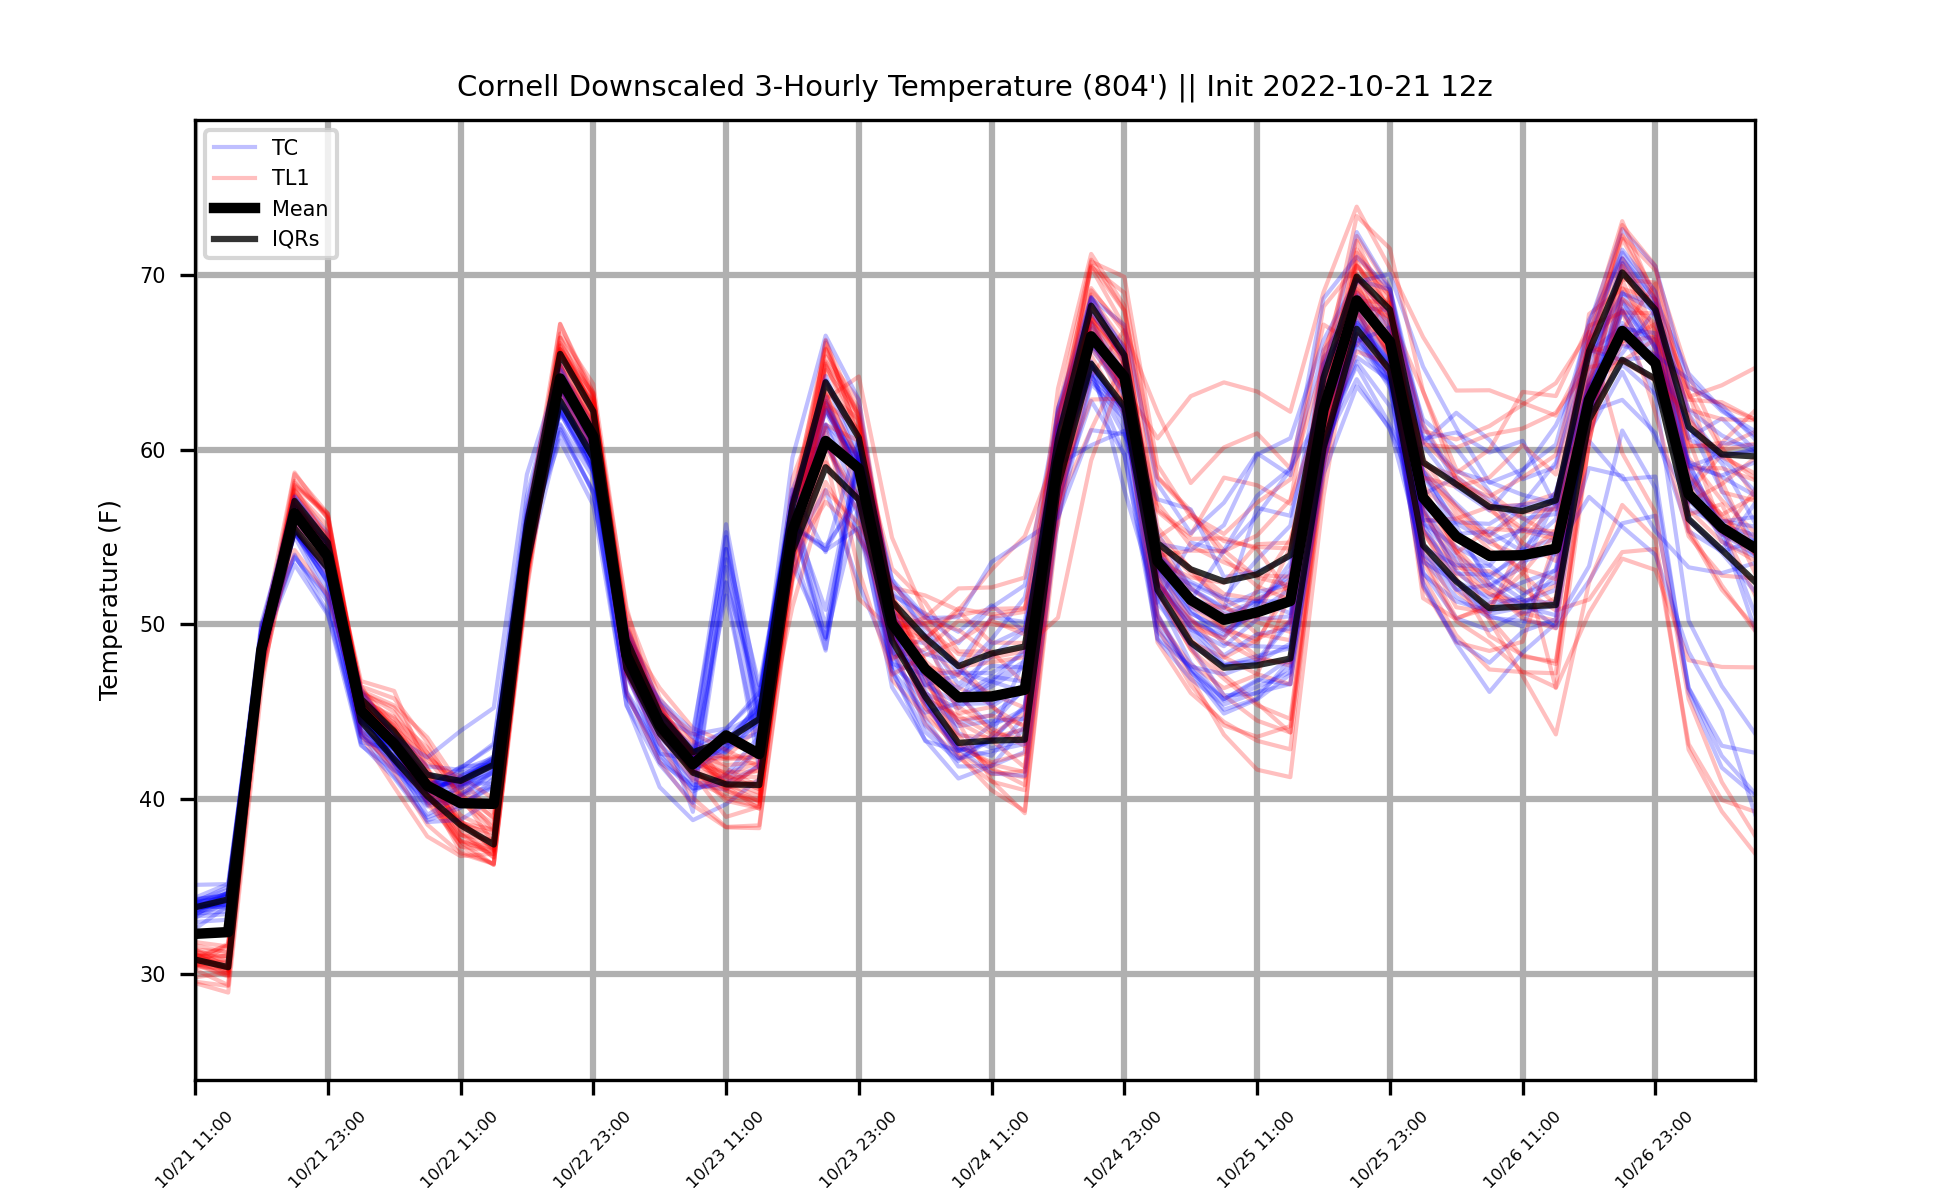 Cornell Downscaled 3-Hourly Temperature (804') || Init 2022-10-21 12z
TC
TL1
Mean
IQRs
Temperature (F)
70
60
50
40
30
10/21 11:00
10/21 23:00
10/22 11:00
10/22 23:00
10/23 11:00
10/23 23:00
10/24 11:00
10/24 23:00
10/25 11:00
10/25 23:00
10/26 11:00
10/26 23:00